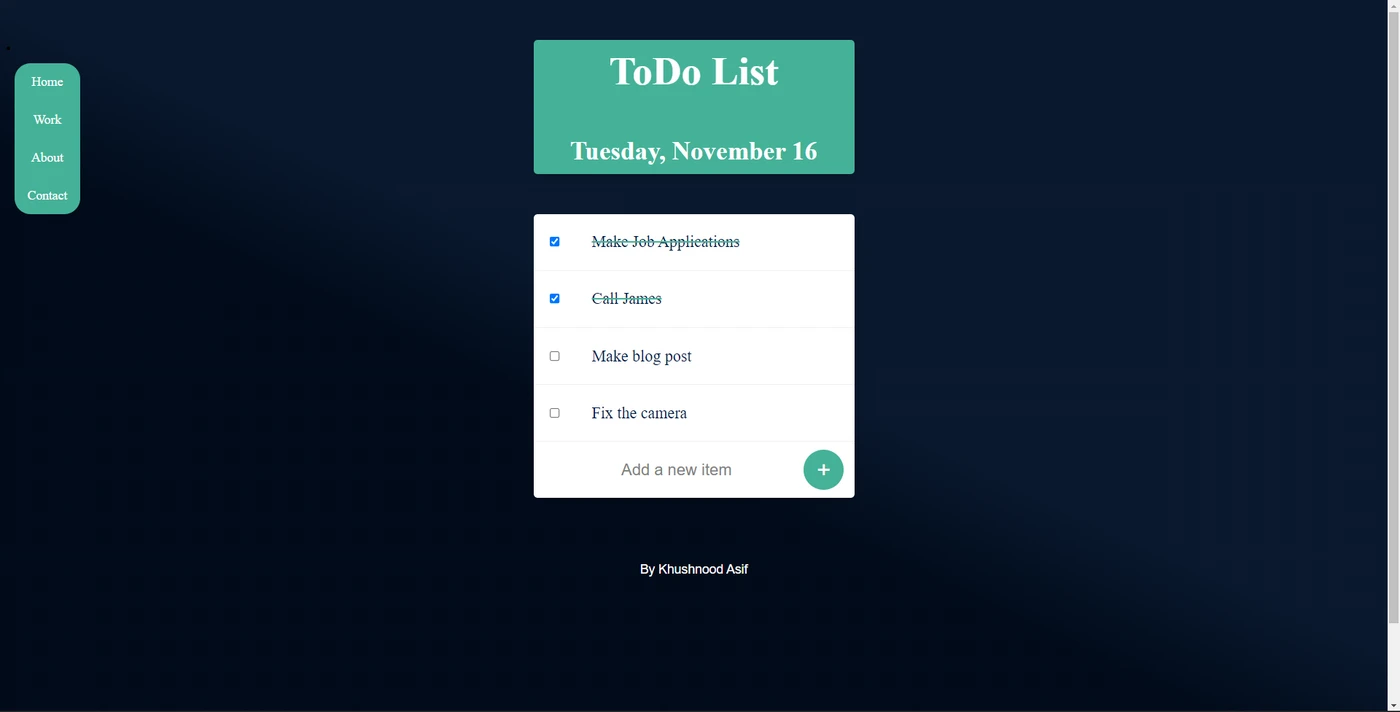 Home
Work
About
Contact
ToDo List
Tuesday, November 16
Make Job Applications
Call James
Make blog post
Fix the camera
Add a new item
+
By Khushnood Asif